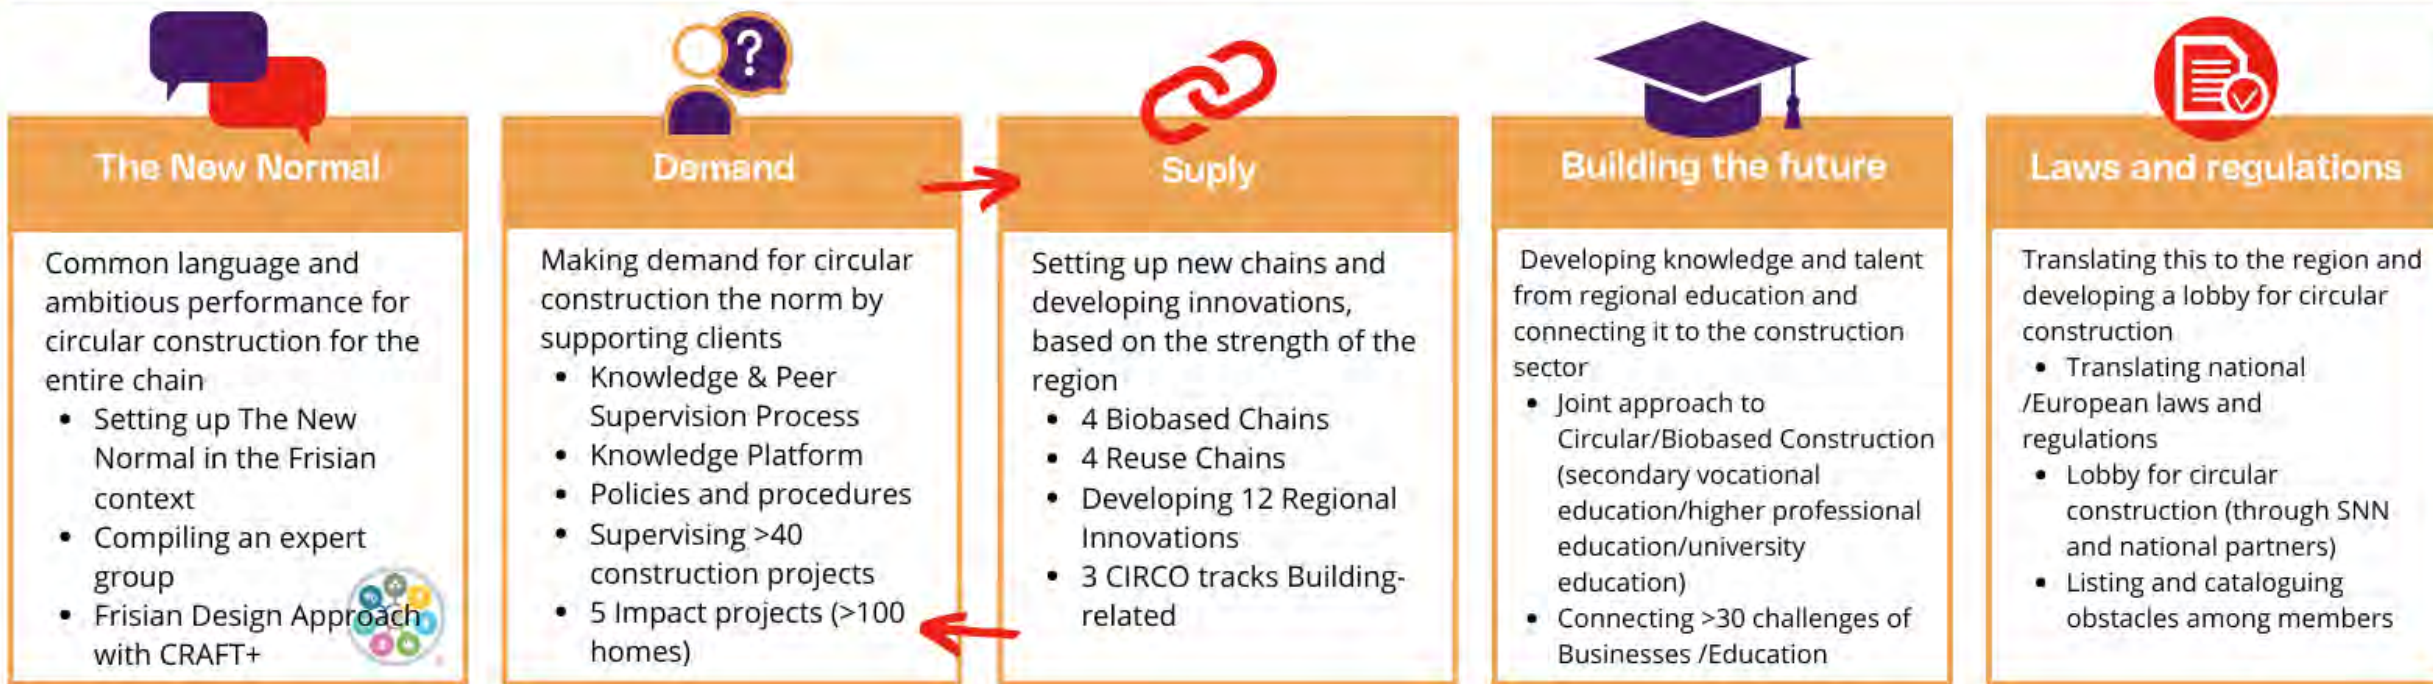 ?
The New Normal
Common language and
ambitious performance for
circular construction for the
entire chain
• Setting up The New
Normal in the Frisian
context
• Compiling an expert
group
• Frisian Design Approach
with CRAFT+
Demand
Making demand for circular
construction the norm by
supporting clients
• Knowledge & Peer
Supervision Process
• Knowledge Platform
• Policies and procedures
• Supervising >40
construction projects
• 5 Impact projects (>100
homes)
Suply
Setting up new chains and
developing innovations,
based on the strength of the
region
• 4 Biobased Chains
• 4 Reuse Chains
• Developing 12 Regional
Innovations
• 3 CIRCO tracks Building-
related
Building the future
Developing knowledge and talent
from regional education and
connecting it to the construction
sector
• Joint approach to
Circular/Biobased Construction
(secondary vocational
education/higher professional
education/university
education)
• Connecting >30 challenges of
Businesses /Education
Laws and regulations
Translating this to the region and
developing a lobby for circular
construction
• Translating national
/European laws and
regulations
• Lobby for circular
construction (through SNN
and national partners)
• Listing and cataloguing
obstacles among members